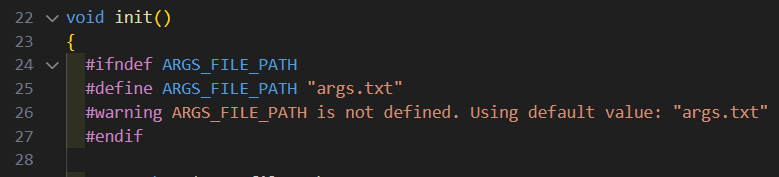 22 void init()
23 {
24 #ifndef ARGS_FILE_PATH
25 #define ARGS_FILE_PATH "args.txt"
26 #warning ARGS_FILE_PATH is not defined. Using default value: "args.txt"
27 #endif
28